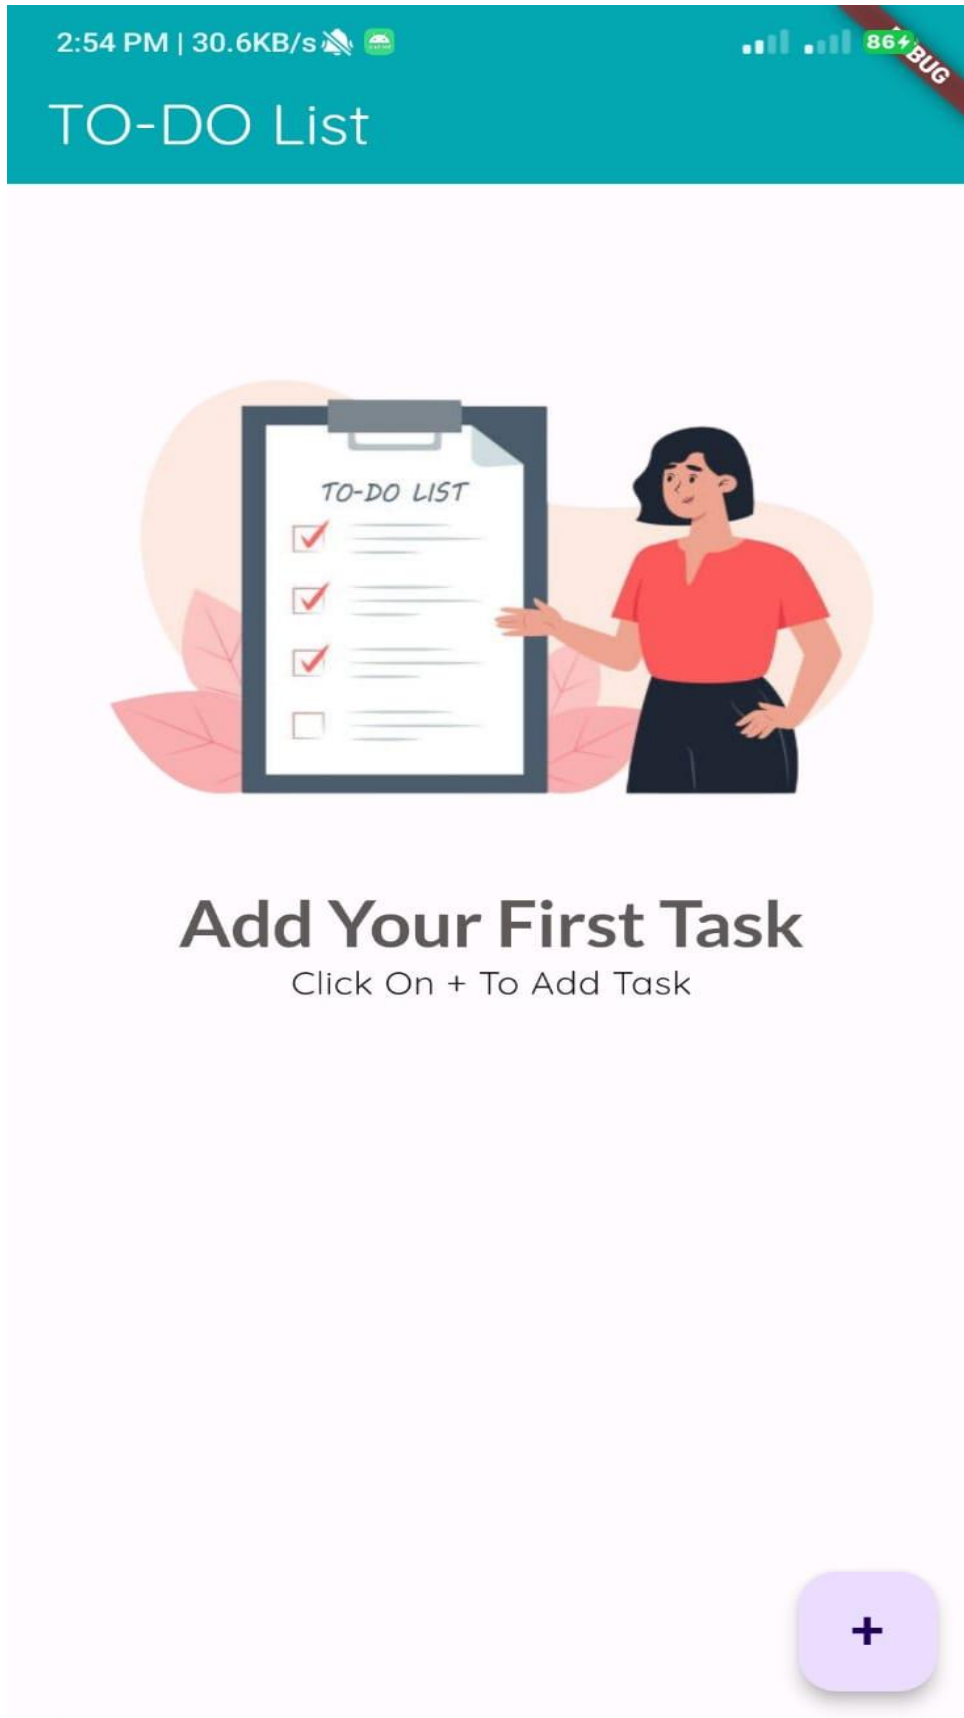 2:54 PM | 30.6KB/s
86
TO-DO List
TO-DO LIST
Add Your First Task
Click On + To Add Task
+